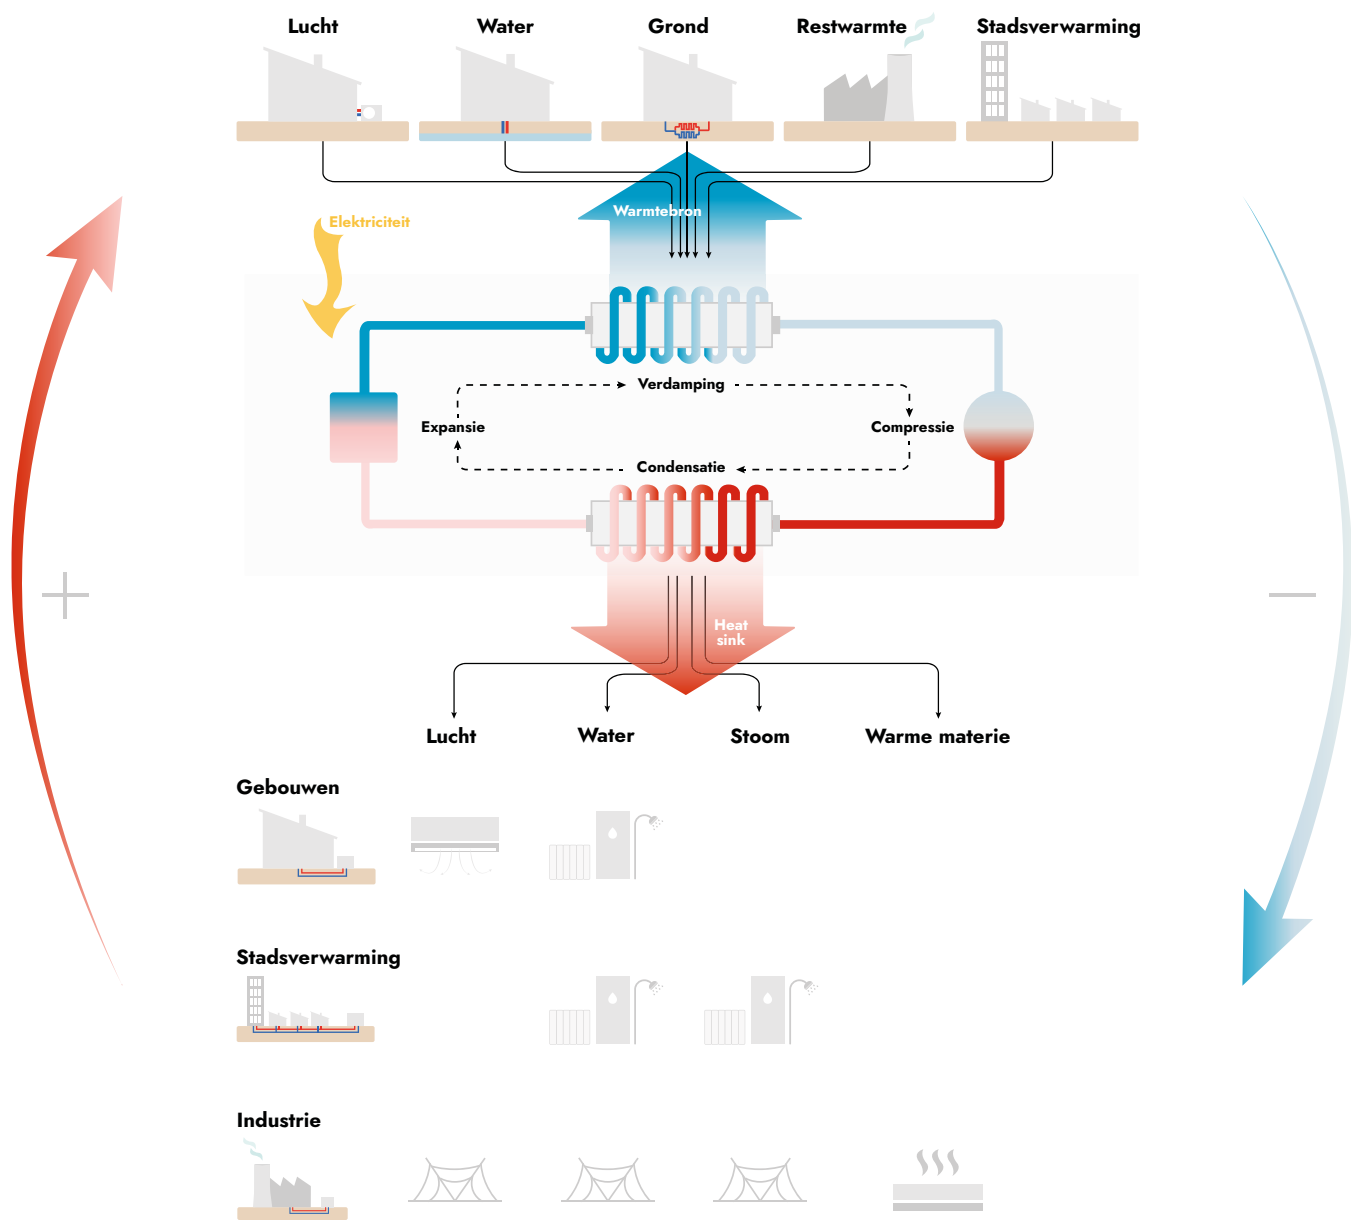 Lucht
Water
Grond
Restwarmte
Stadsverwarming
Warmtebron
Elektriciteit
Verdamping
Expansie
Compressie
Condensatie
Heat
sink
Lucht
Water
Stoom
Warme materie
Gebouwen
Stadsverwarming
Industrie